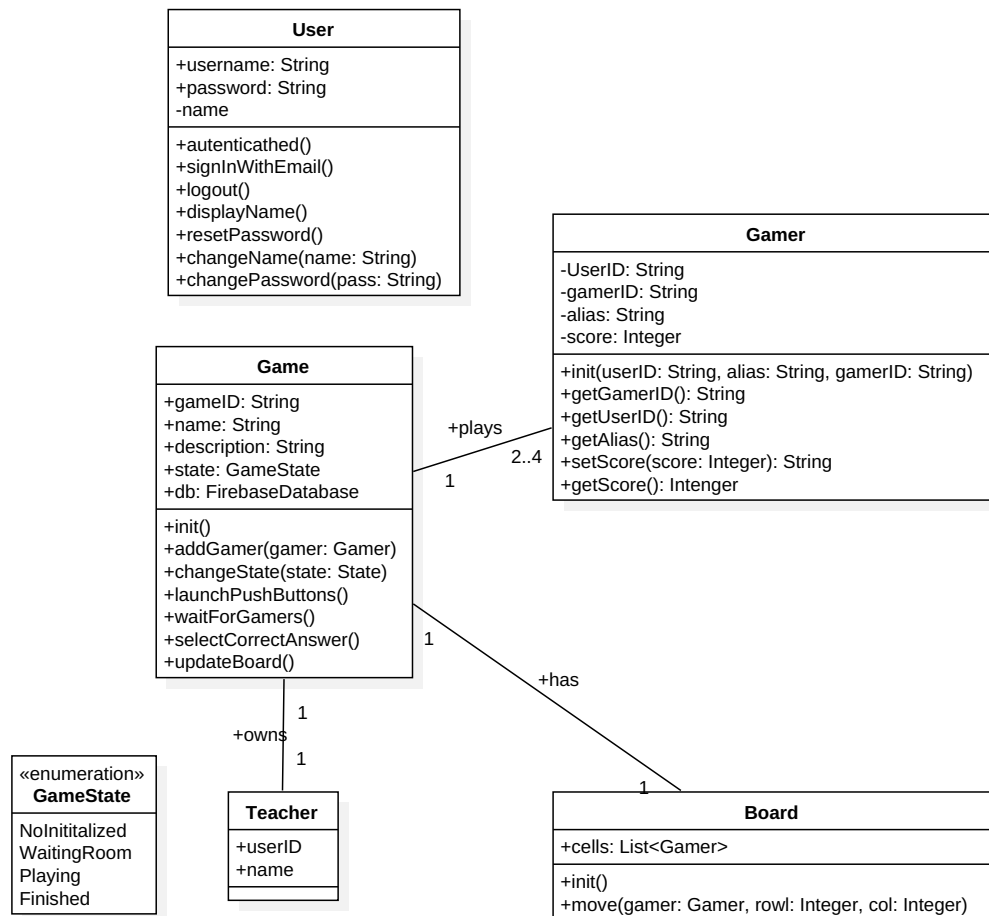 User
+username: String
+password: String
-name
+autenticathed()
+signInWithEmail()
+logout()
+displayName()
+resetPassword()
+changeName(name: String)
+changePassword(pass: String)
Gamer
-UserID: String
-gamerID: String
-alias: String
-score: Integer
+init(userID: String, alias: String, gamerID: String)
+getGamerID(): String
+getUserID(): String
+getAlias(): String
+setScore(score: Integer): String
+getScore(): Intenger
Game
+gameID: String
+name: String
+description: String
+state: GameState
+db: FirebaseDatabase
+init()
+addGamer(gamer: Gamer)
+changeState(state: State)
+launchPushButtons()
+waitForGamers()
+selectCorrectAnswer()
+updateBoard()
+plays
2..4
1
1
+has
1
1
+owns
1
«enumeration»
GameState
NoInititalized
WaitingRoom
Playing
Finished
Teacher
+userID
+name
Board
+cells: List<Gamer>
+init()
+move(gamer: Gamer, rowl: Integer, col: Integer)